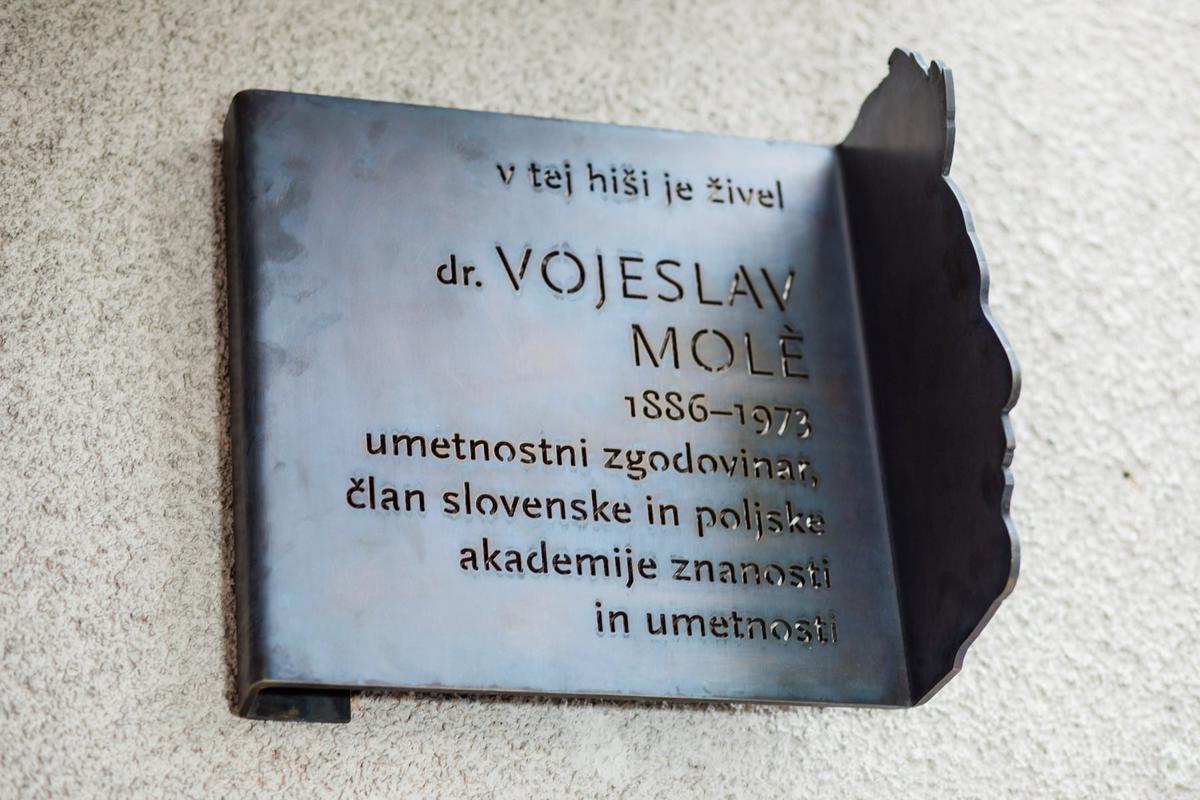 v tej hiši je živel
dr. VOJESLAV
MOLÈ
1886–1973
umetnostni zgodovinar,
član slovenske in poljske
akademije znanosti
in umetnosti